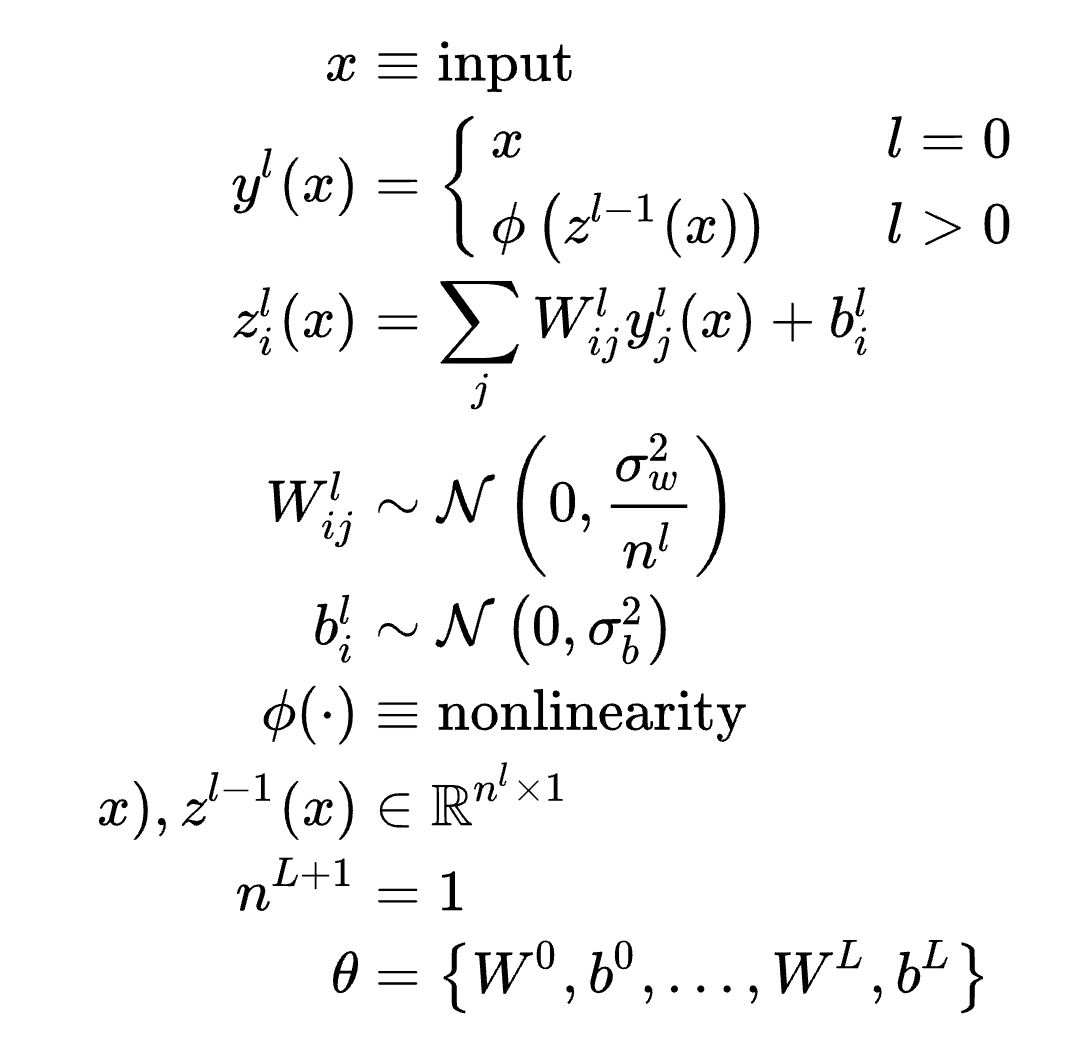 x ≡ input
y^l(x) = { x   l = 0
ϕ(z^{l−1}(x))   l > 0
z_i^l(x) = ∑_j W_{ij}^l y_j^l(x) + b_i^l
W_{ij}^l ∼ 𝒩(0, σ_w^2 / n^l)
b_i^l ∼ 𝒩(0, σ_b^2)
ϕ(·) ≡ nonlinearity
x), z^{l−1}(x) ∈ ℝ^{n^l×1}
n^{L+1} = 1
θ = {W^0, b^0, …, W^L, b^L}